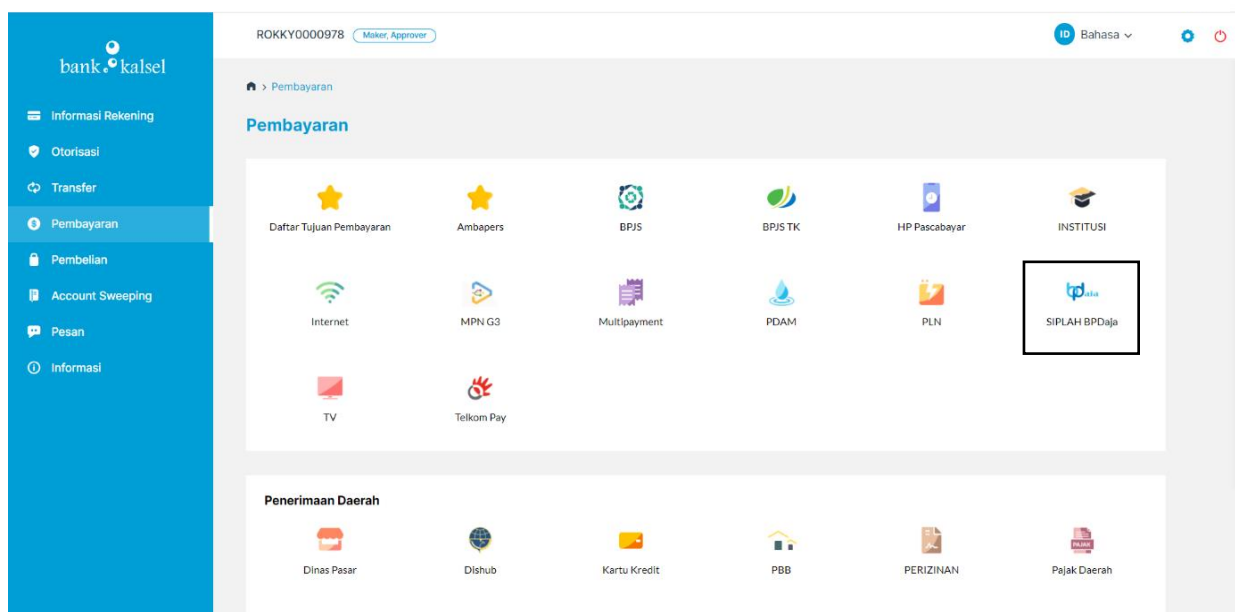 bank kalsel
Informasi Rekening
Otorisasi
Transfer
Pembayaran
Pembelian
Account Sweeping
Pesan
Informasi
ROKKY0000978 Maker, Approver
ID Bahasa
> Pembayaran
Pembayaran
Daftar Tujuan Pembayaran Ambapers BPJS BPJS TK HP Pascabayar INSTITUSI
Internet MPN G3 Multipayment PDAM PLN SIPLAH BPDaja
TV Telkom Pay
Penerimaan Daerah
PAJAK
Dinas Pasar Dishub Kartu Kredit PBB PERIZINAN Pajak Daerah